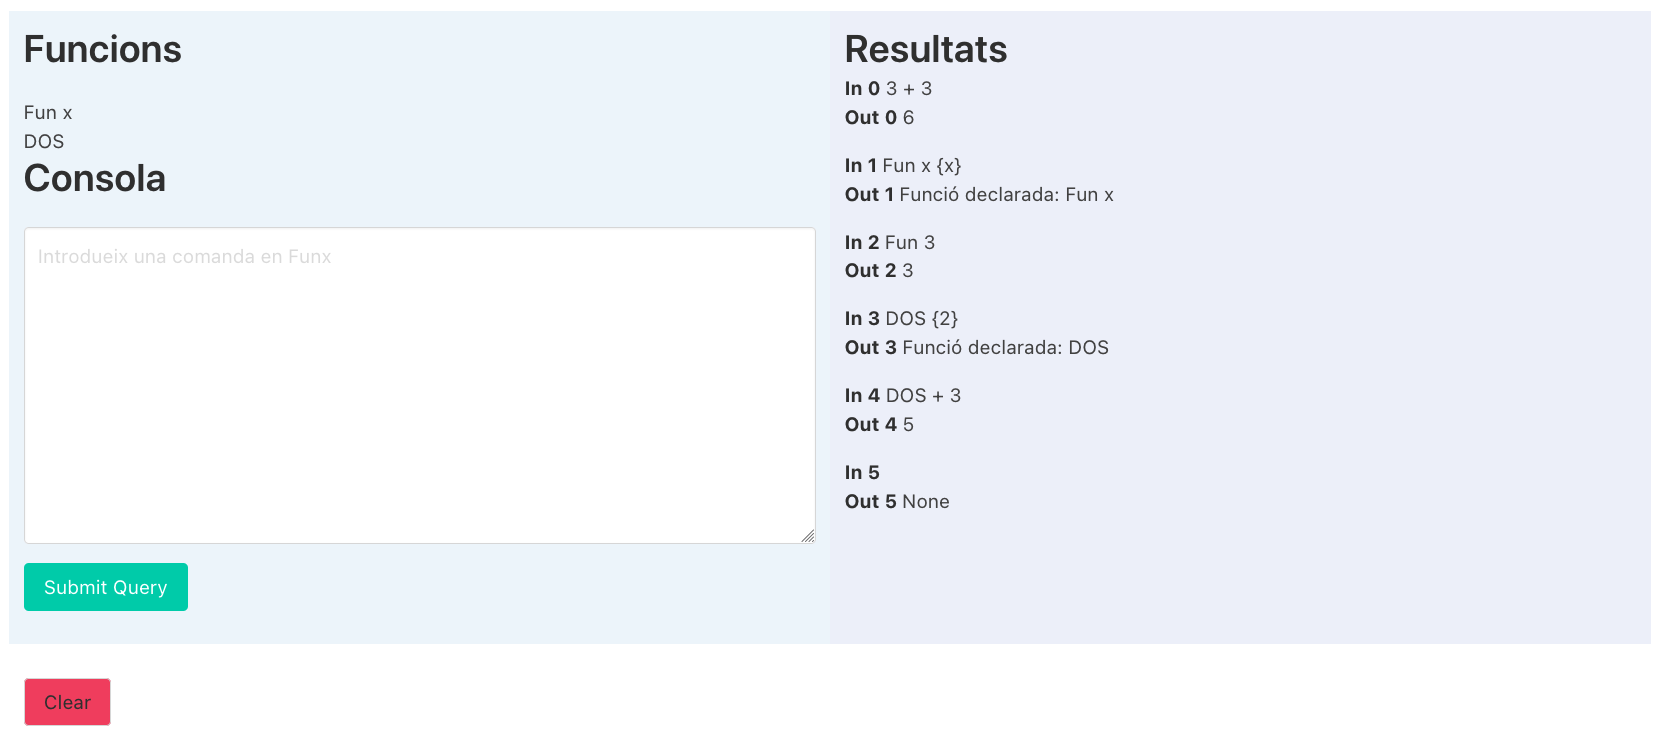 Funcions
Fun x
DOS
Consola
Introdueix una comanda en Funx
Submit Query
Clear
Resultats
In 0 3 + 3
Out 0 6
In 1 Fun x {x}
Out 1 Funció declarada: Fun x
In 2 Fun 3
Out 2 3
In 3 DOS {2}
Out 3 Funció declarada: DOS
In 4 DOS + 3
Out 4 5
In 5
Out 5 None